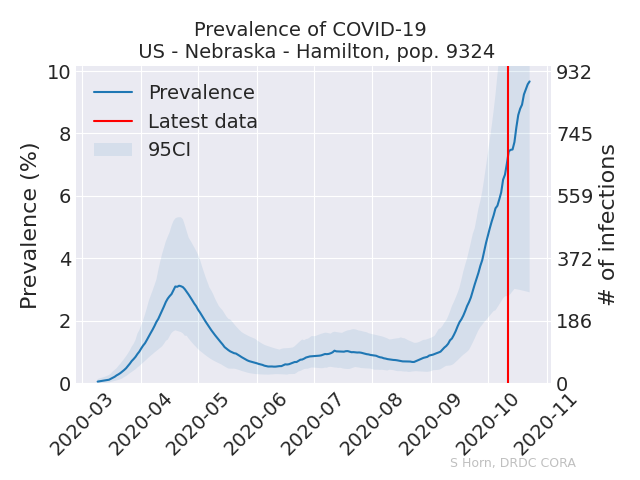 Prevalence of COVID-19
US - Nebraska - Hamilton, pop. 9324
Prevalence
Latest data
95CI
10
8
6
4
2
0
Prevalence (%)
932
745
559
372
186
0
# of infections
2020-03
2020-04
2020-05
2020-06
2020-07
2020-08
2020-09
2020-10
2020-11
S Horn, DRDC CORA